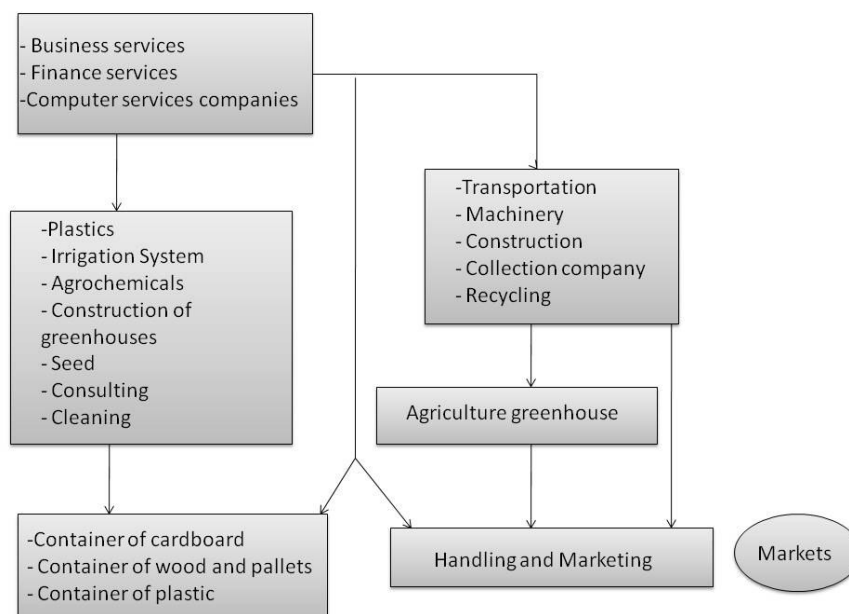 - Business services
- Finance services
-Computer services companies
-Transportation
- Machinery
- Construction
- Collection company
- Recycling
-Plastics
- Irrigation System
- Agrochemicals
- Construction of
greenhouses
- Seed
- Consulting
- Cleaning
Agriculture greenhouse
-Container of cardboard
- Container of wood and pallets
- Container of plastic
Handling and Marketing
Markets